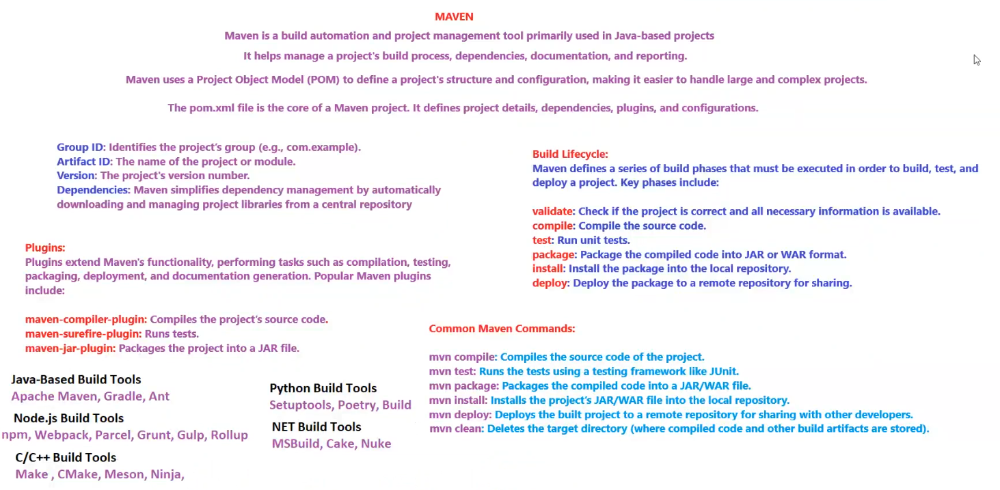 MAVEN
Maven is a build automation and project management tool primarily used in Java-based projects
It helps manage a project's build process, dependencies, documentation, and reporting.
Maven uses a Project Object Model (POM) to define a project's structure and configuration, making it easier to handle large and complex projects.
The pom.xml file is the core of a Maven project. It defines project details, dependencies, plugins, and configurations.
Group ID: Identifies the project's group (e.g., com.example).
Artifact ID: The name of the project or module.
Version: The project's version number.
Dependencies: Maven simplifies dependency management by automatically
downloading and managing project libraries from a central repository
Build Lifecycle:
Maven defines a series of build phases that must be executed in order to build, test, and
deploy a project. Key phases include:
validate: Check if the project is correct and all necessary information is available.
compile: Compile the source code.
test: Run unit tests.
package: Package the compiled code into JAR or WAR format.
install: Install the package into the local repository.
deploy: Deploy the package to a remote repository for sharing.
Plugins:
Plugins extend Maven's functionality, performing tasks such as compilation, testing,
packaging, deployment, and documentation generation. Popular Maven plugins
include:
maven-compiler-plugin: Compiles the project's source code.
maven-surefire-plugin: Runs tests.
maven-jar-plugin: Packages the project into a JAR file.
Common Maven Commands:
mvn compile: Compiles the source code of the project.
mvn test: Runs the tests using a testing framework like JUnit.
mvn package: Packages the compiled code into a JAR/WAR file.
mvn install: Installs the project's JAR/WAR file into the local repository.
mvn deploy: Deploys the built project to a remote repository for sharing with other developers.
mvn clean: Deletes the target directory (where compiled code and other build artifacts are stored).
Java-Based Build Tools
Apache Maven, Gradle, Ant
Node.js Build Tools
npm, Webpack, Parcel, Grunt, Gulp, Rollup
C/C++ Build Tools
Make , CMake, Meson, Ninja,
Python Build Tools
Setuptools, Poetry, Build
NET Build Tools
MSBuild, Cake, Nuke